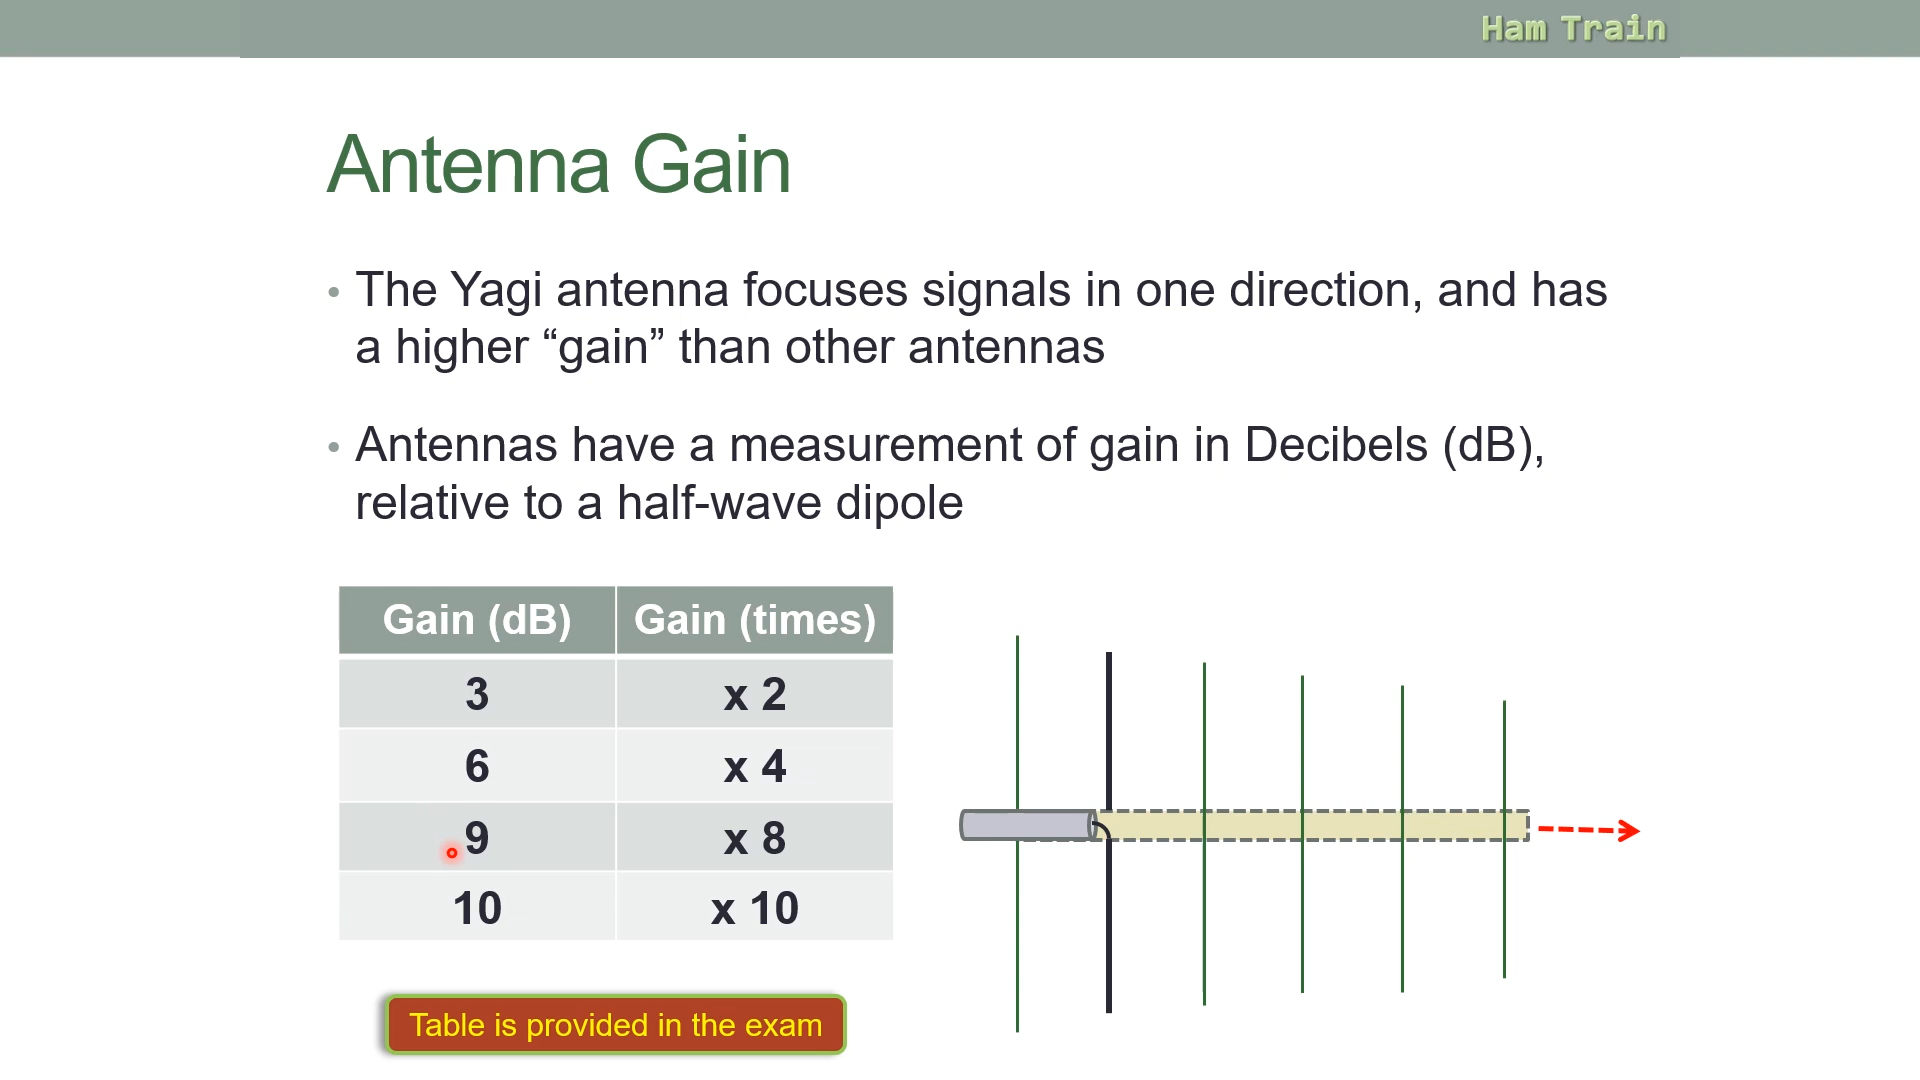 Ham Train
Antenna Gain
• The Yagi antenna focuses signals in one direction, and has
a higher “gain” than other antennas
• Antennas have a measurement of gain in Decibels (dB),
relative to a half-wave dipole
Gain (dB) Gain (times)
3 x 2
6 x 4
9 x 8
10 x 10
Table is provided in the exam